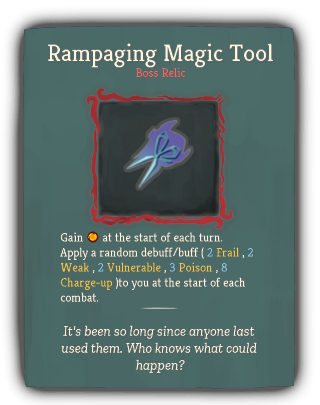 Rampaging Magic Tool
Boss Relic
Gain at the start of each turn.
Apply a random debuff/buff ( 2 Frail , 2
Weak , 2 Vulnerable , 3 Poison , 8
Charge-up )to you at the start of each
combat.
It's been so long since anyone last
used them. Who knows what could
happen?